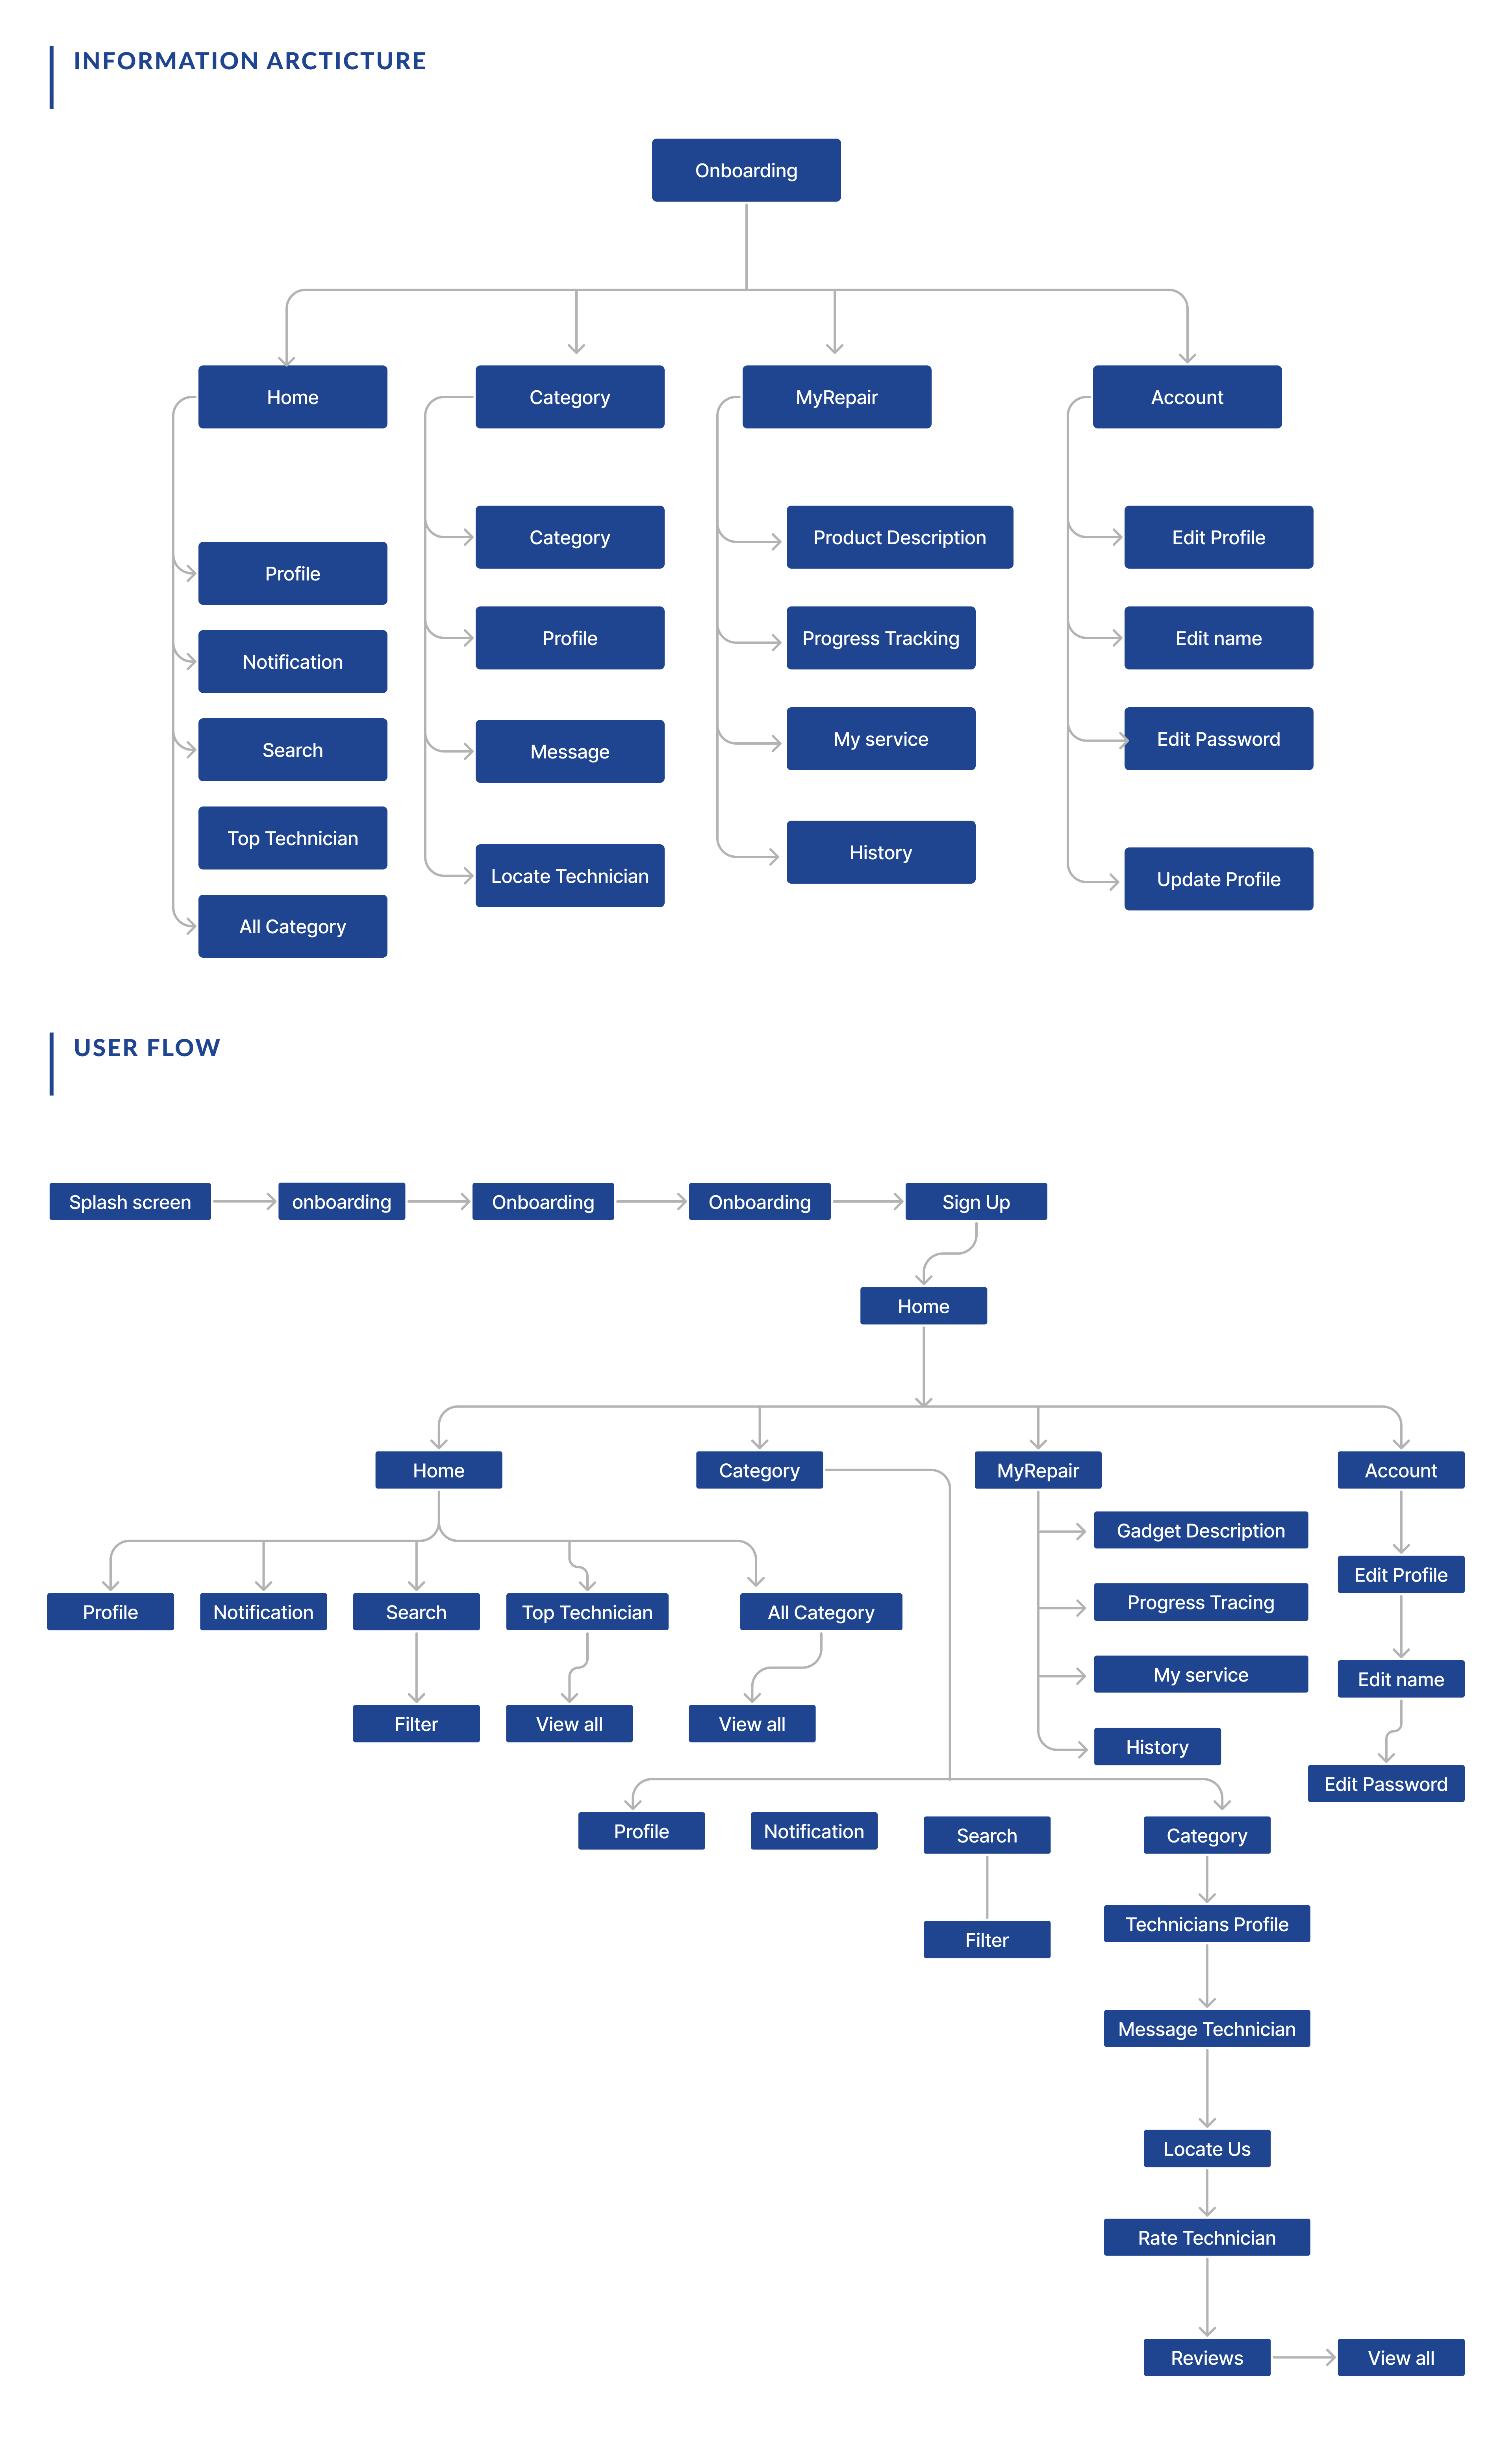 INFORMATION ARCTICTURE
Onboarding
Home
Category
MyRepair
Account
Profile
Notification
Search
Top Technician
All Category
Category
Profile
Message
Locate Technician
Product Description
Progress Tracking
My service
History
Edit Profile
Edit name
Edit Password
Update Profile
USER FLOW
Splash screen
onboarding
Onboarding
Onboarding
Sign Up
Home
Home
Category
MyRepair
Account
Profile
Notification
Search
Top Technician
All Category
Filter
View all
View all
Gadget Description
Progress Tracing
My service
History
Edit Profile
Edit name
Edit Password
Profile
Notification
Search
Category
Filter
Technicians Profile
Message Technician
Locate Us
Rate Technician
Reviews
View all